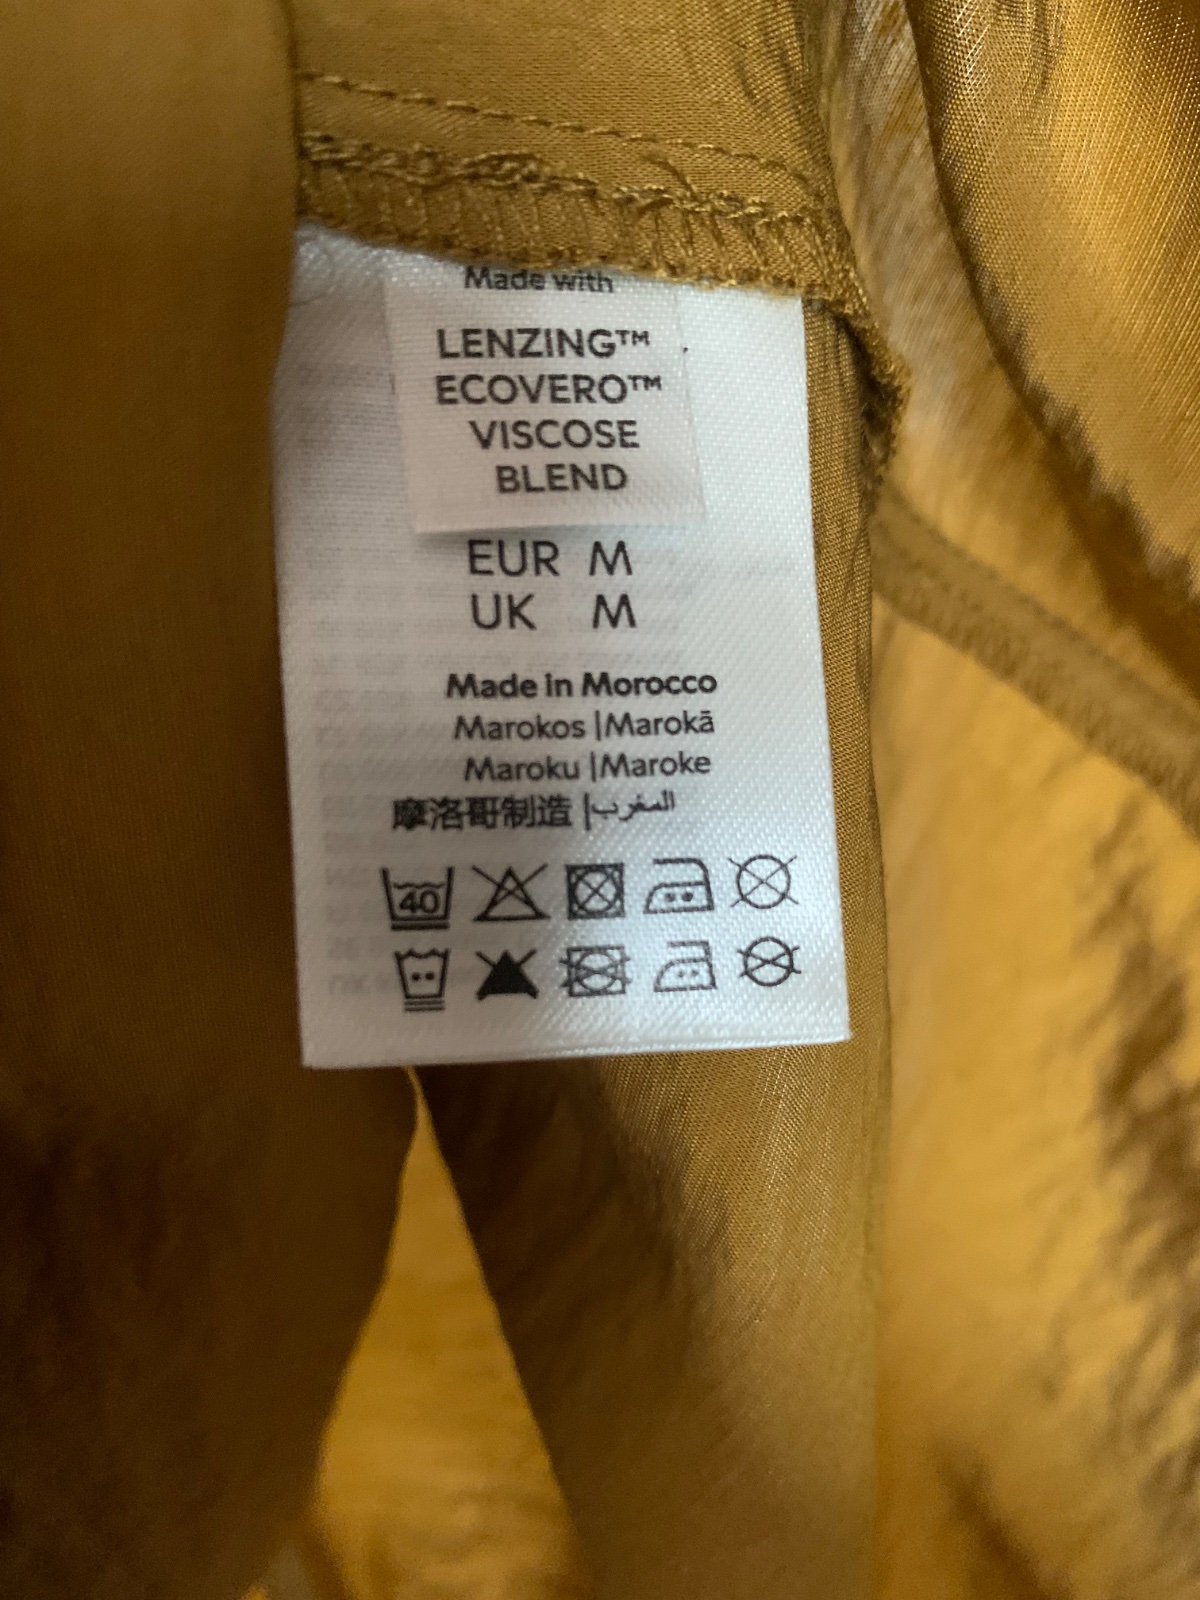 Made with
LENZING™
ECOVERO™
VISCOSE
BLEND
EUR M
UK M
Made in Morocco
Marokos |Marokā
Maroku |Maroke
摩洛哥制造 |المغرب
40